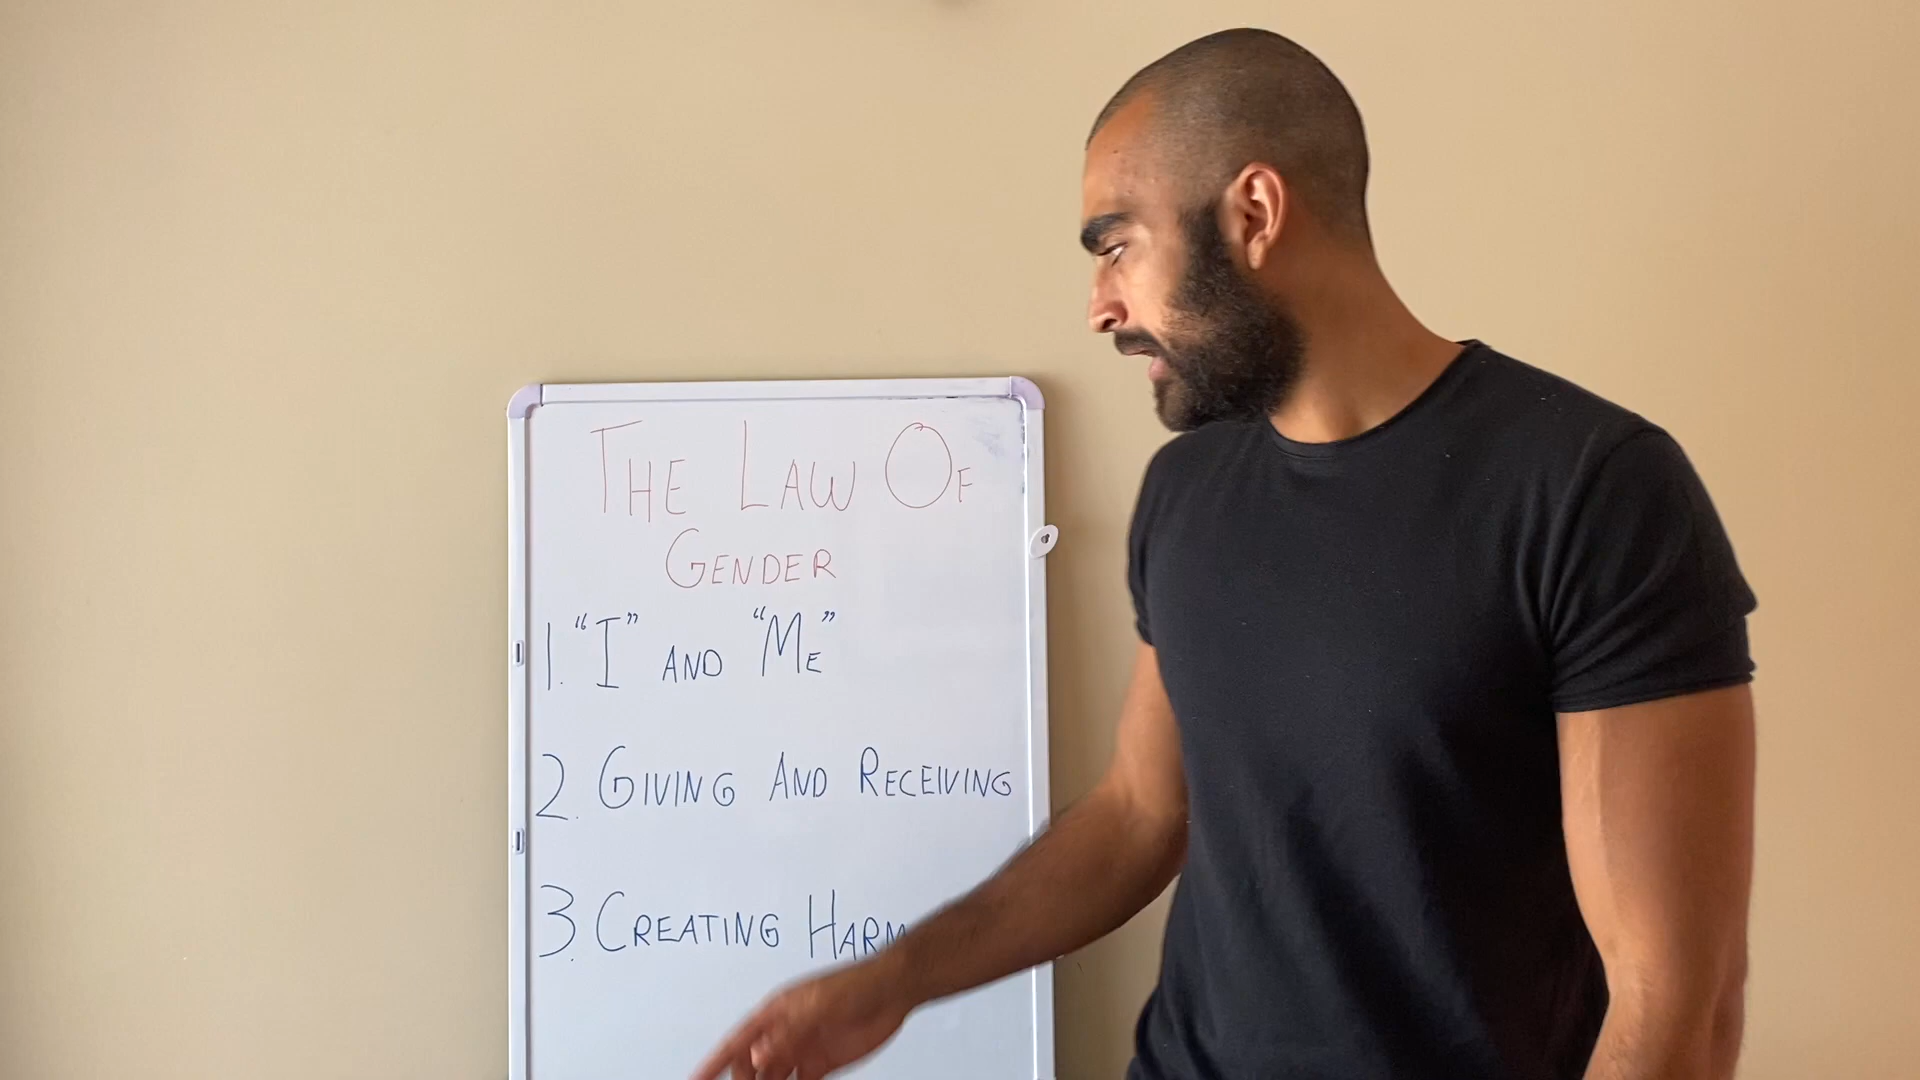 THE LAW OF
GENDER
1. "I" AND "ME"
2. GIVING AND RECEIVING
3. CREATING